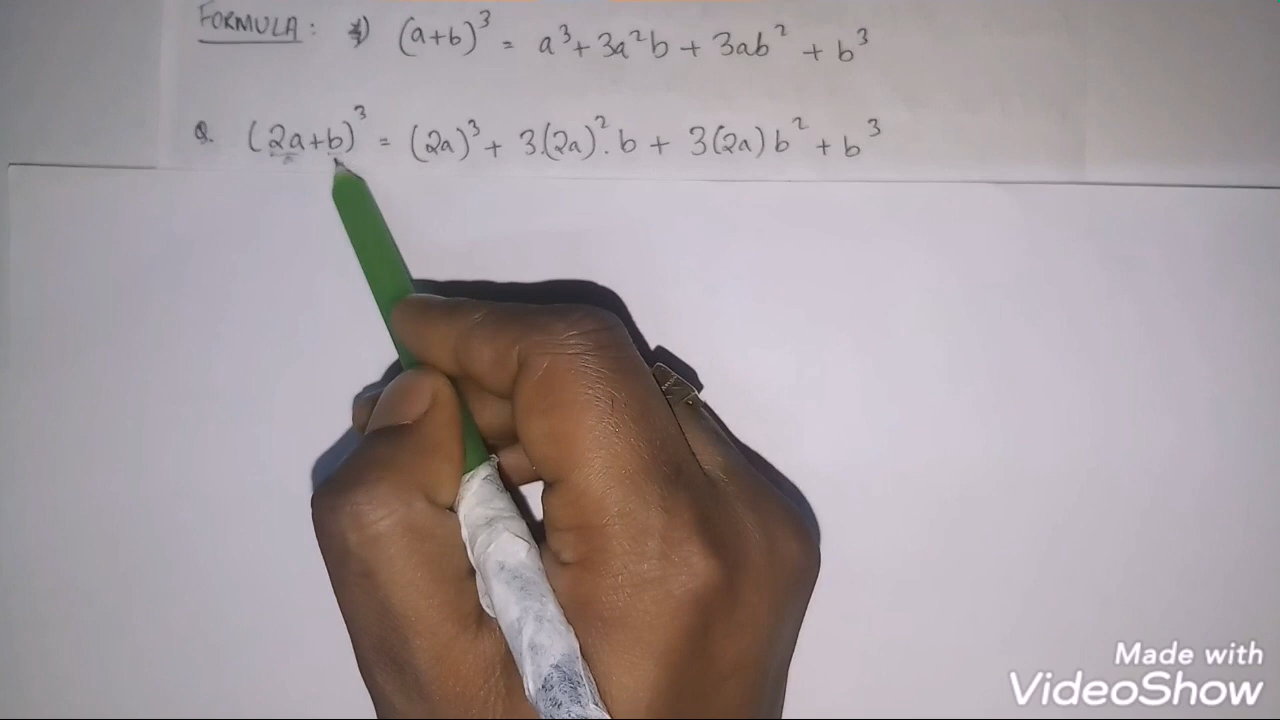 FORMULA: *) (a+b)³ = a³ + 3a²b + 3ab² + b³
Q. (2a+b)³ = (2a)³ + 3.(2a)².b + 3(2a)b² + b³
Made with
VideoShow